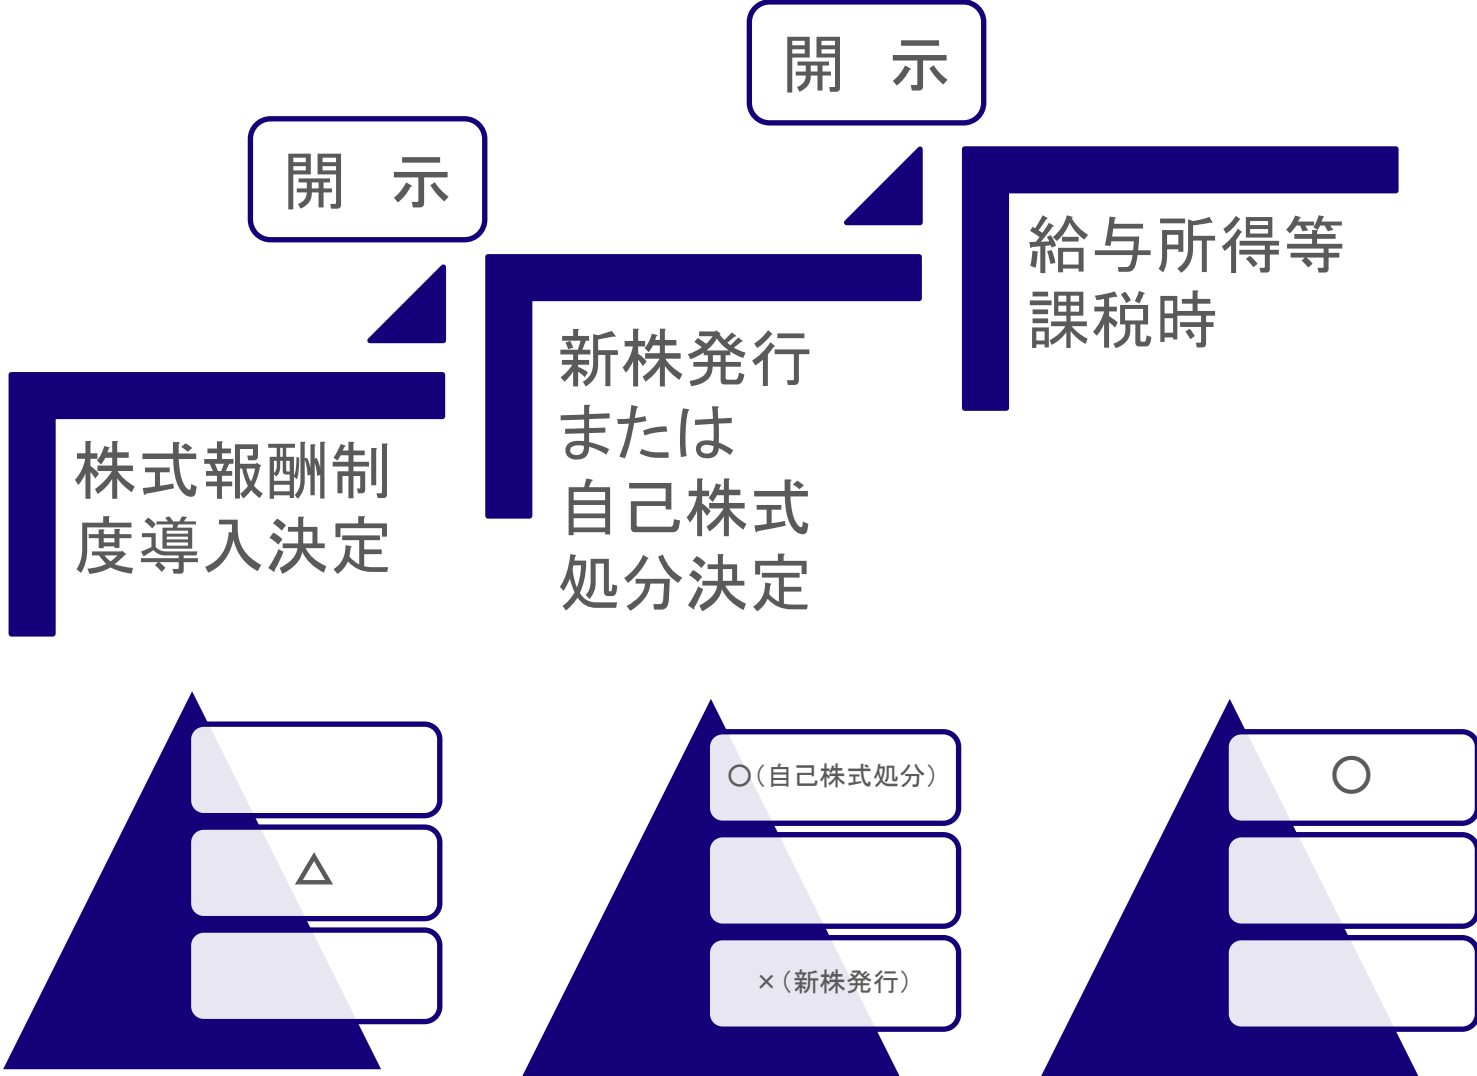 開　示
開　示
給与所得等
課税時
新株発行
または
自己株式
処分決定
株式報酬制
度導入決定
△
○（自己株式処分）
×（新株発行）
○